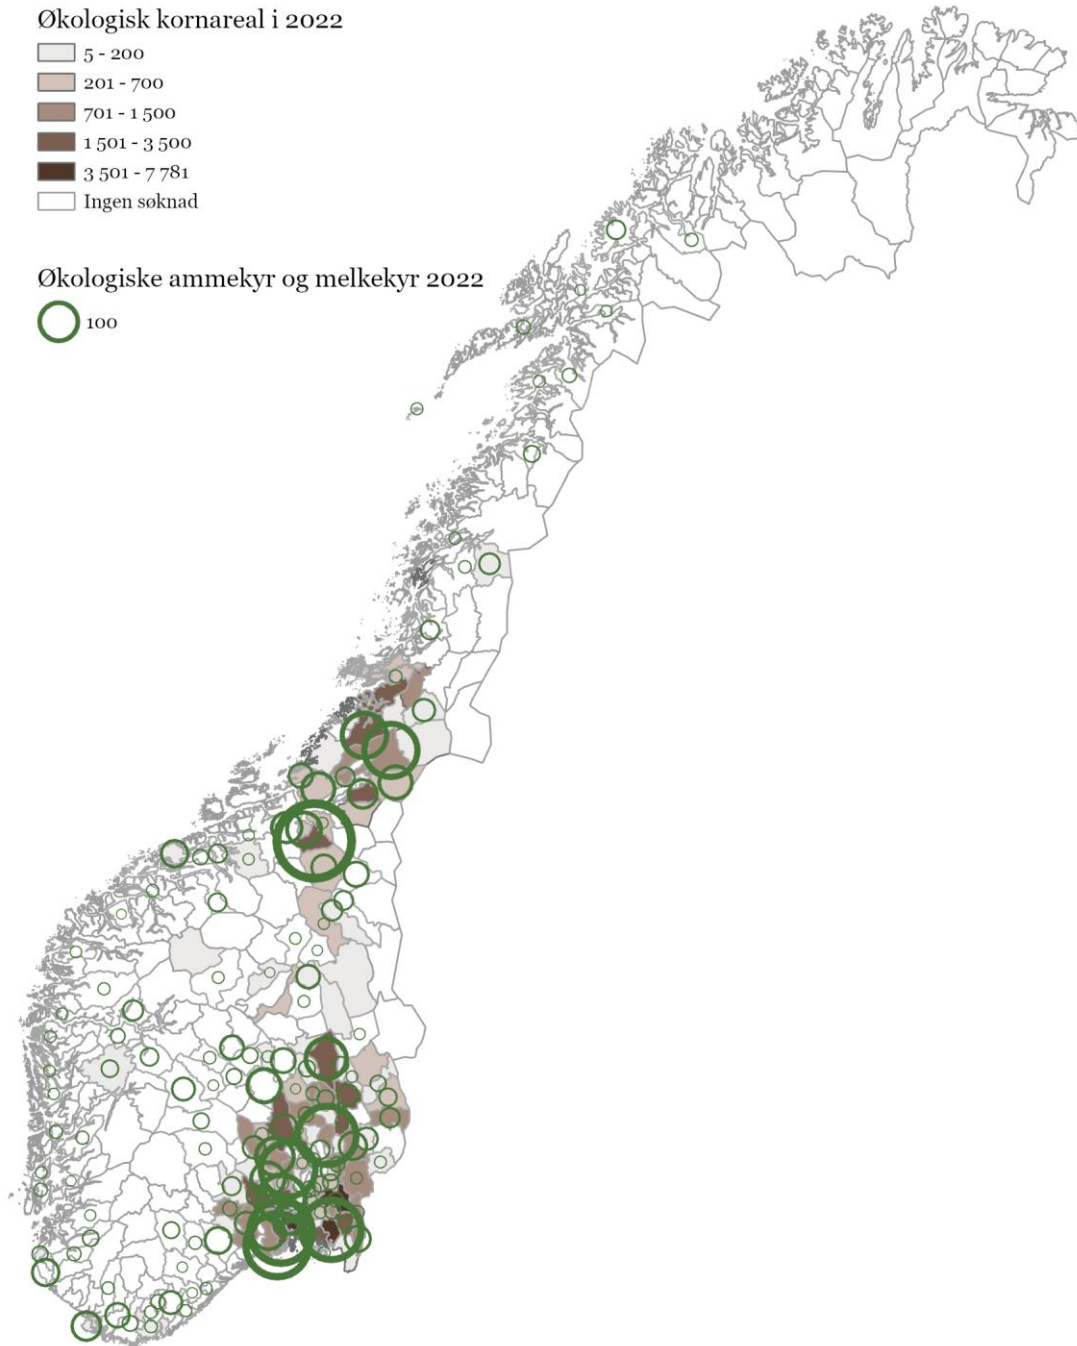 Økologisk kornareal i 2022
5 - 200
201 - 700
701 - 1 500
1 501 - 3 500
3 501 - 7 781
Ingen søknad
Økologiske ammekyr og melkekyr 2022
100